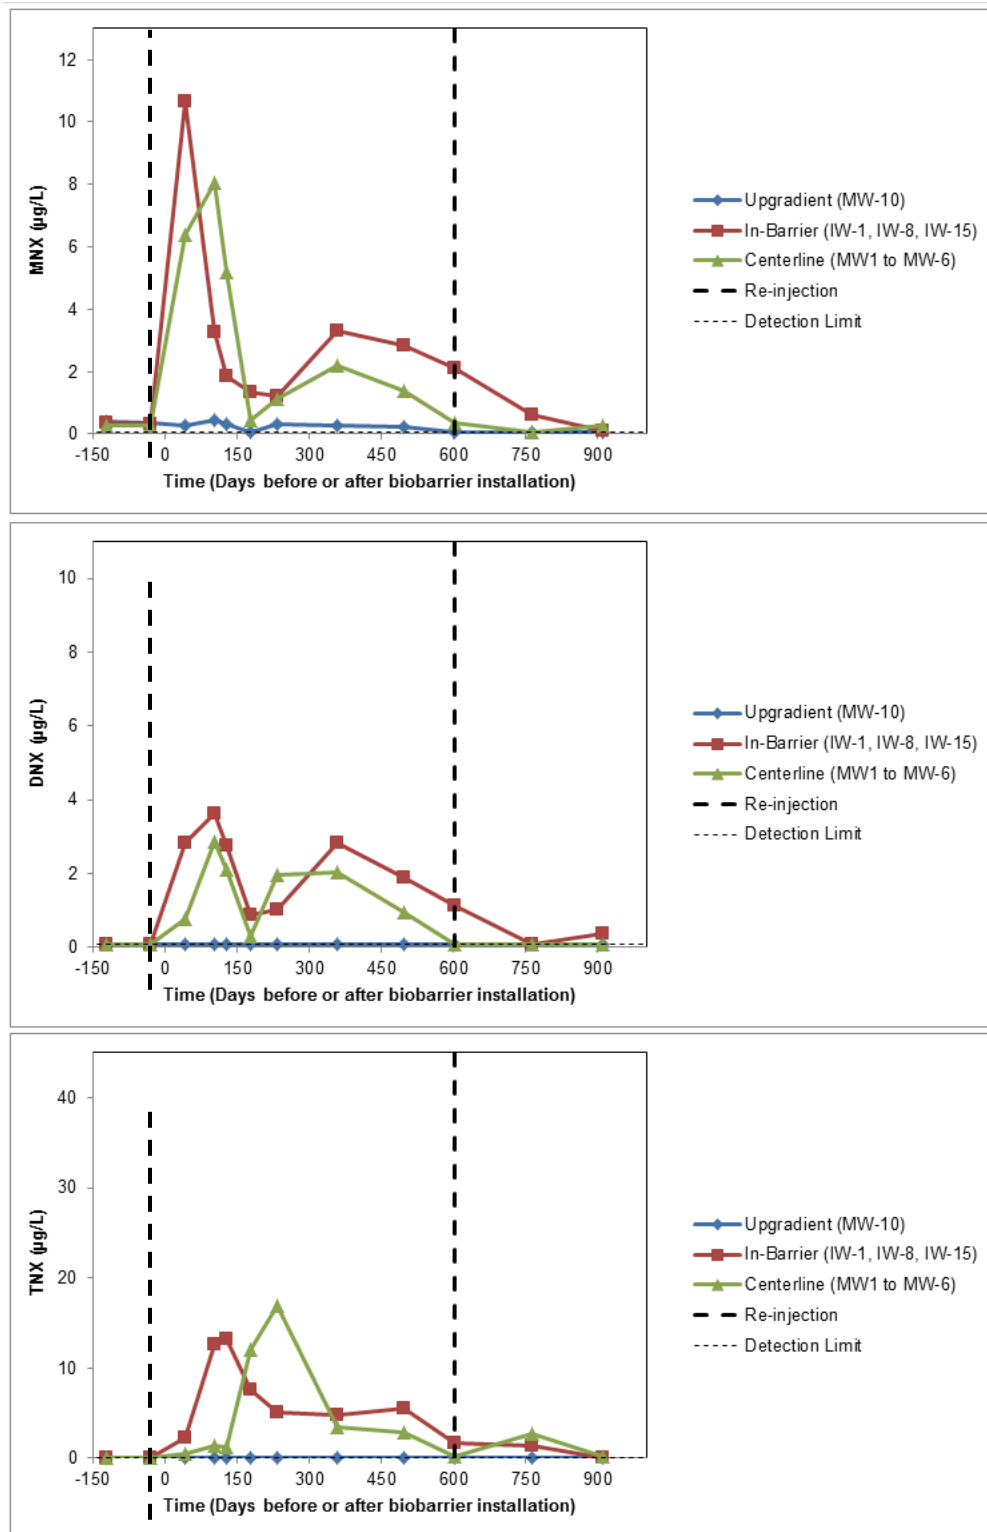 12
10
8
6
4
2
0
MNX (µg/L)
-150 0 150 300 450 600 750 900
Time (Days before or after biobarrier installation)
Upgradient (MW-10)
In-Barrier (IW-1, IW-8, IW-15)
Centerline (MW1 to MW-6)
Re-injection
Detection Limit
10
8
6
4
2
0
DNX (µg/L)
-150 0 150 300 450 600 750 900
Time (Days before or after biobarrier installation)
Upgradient (MW-10)
In-Barrier (IW-1, IW-8, IW-15)
Centerline (MW1 to MW-6)
Re-injection
Detection Limit
40
30
20
10
0
TNX (µg/L)
-150 0 150 300 450 600 750 900
Time (Days before or after biobarrier installation)
Upgradient (MW-10)
In-Barrier (IW-1, IW-8, IW-15)
Centerline (MW1 to MW-6)
Re-injection
Detection Limit